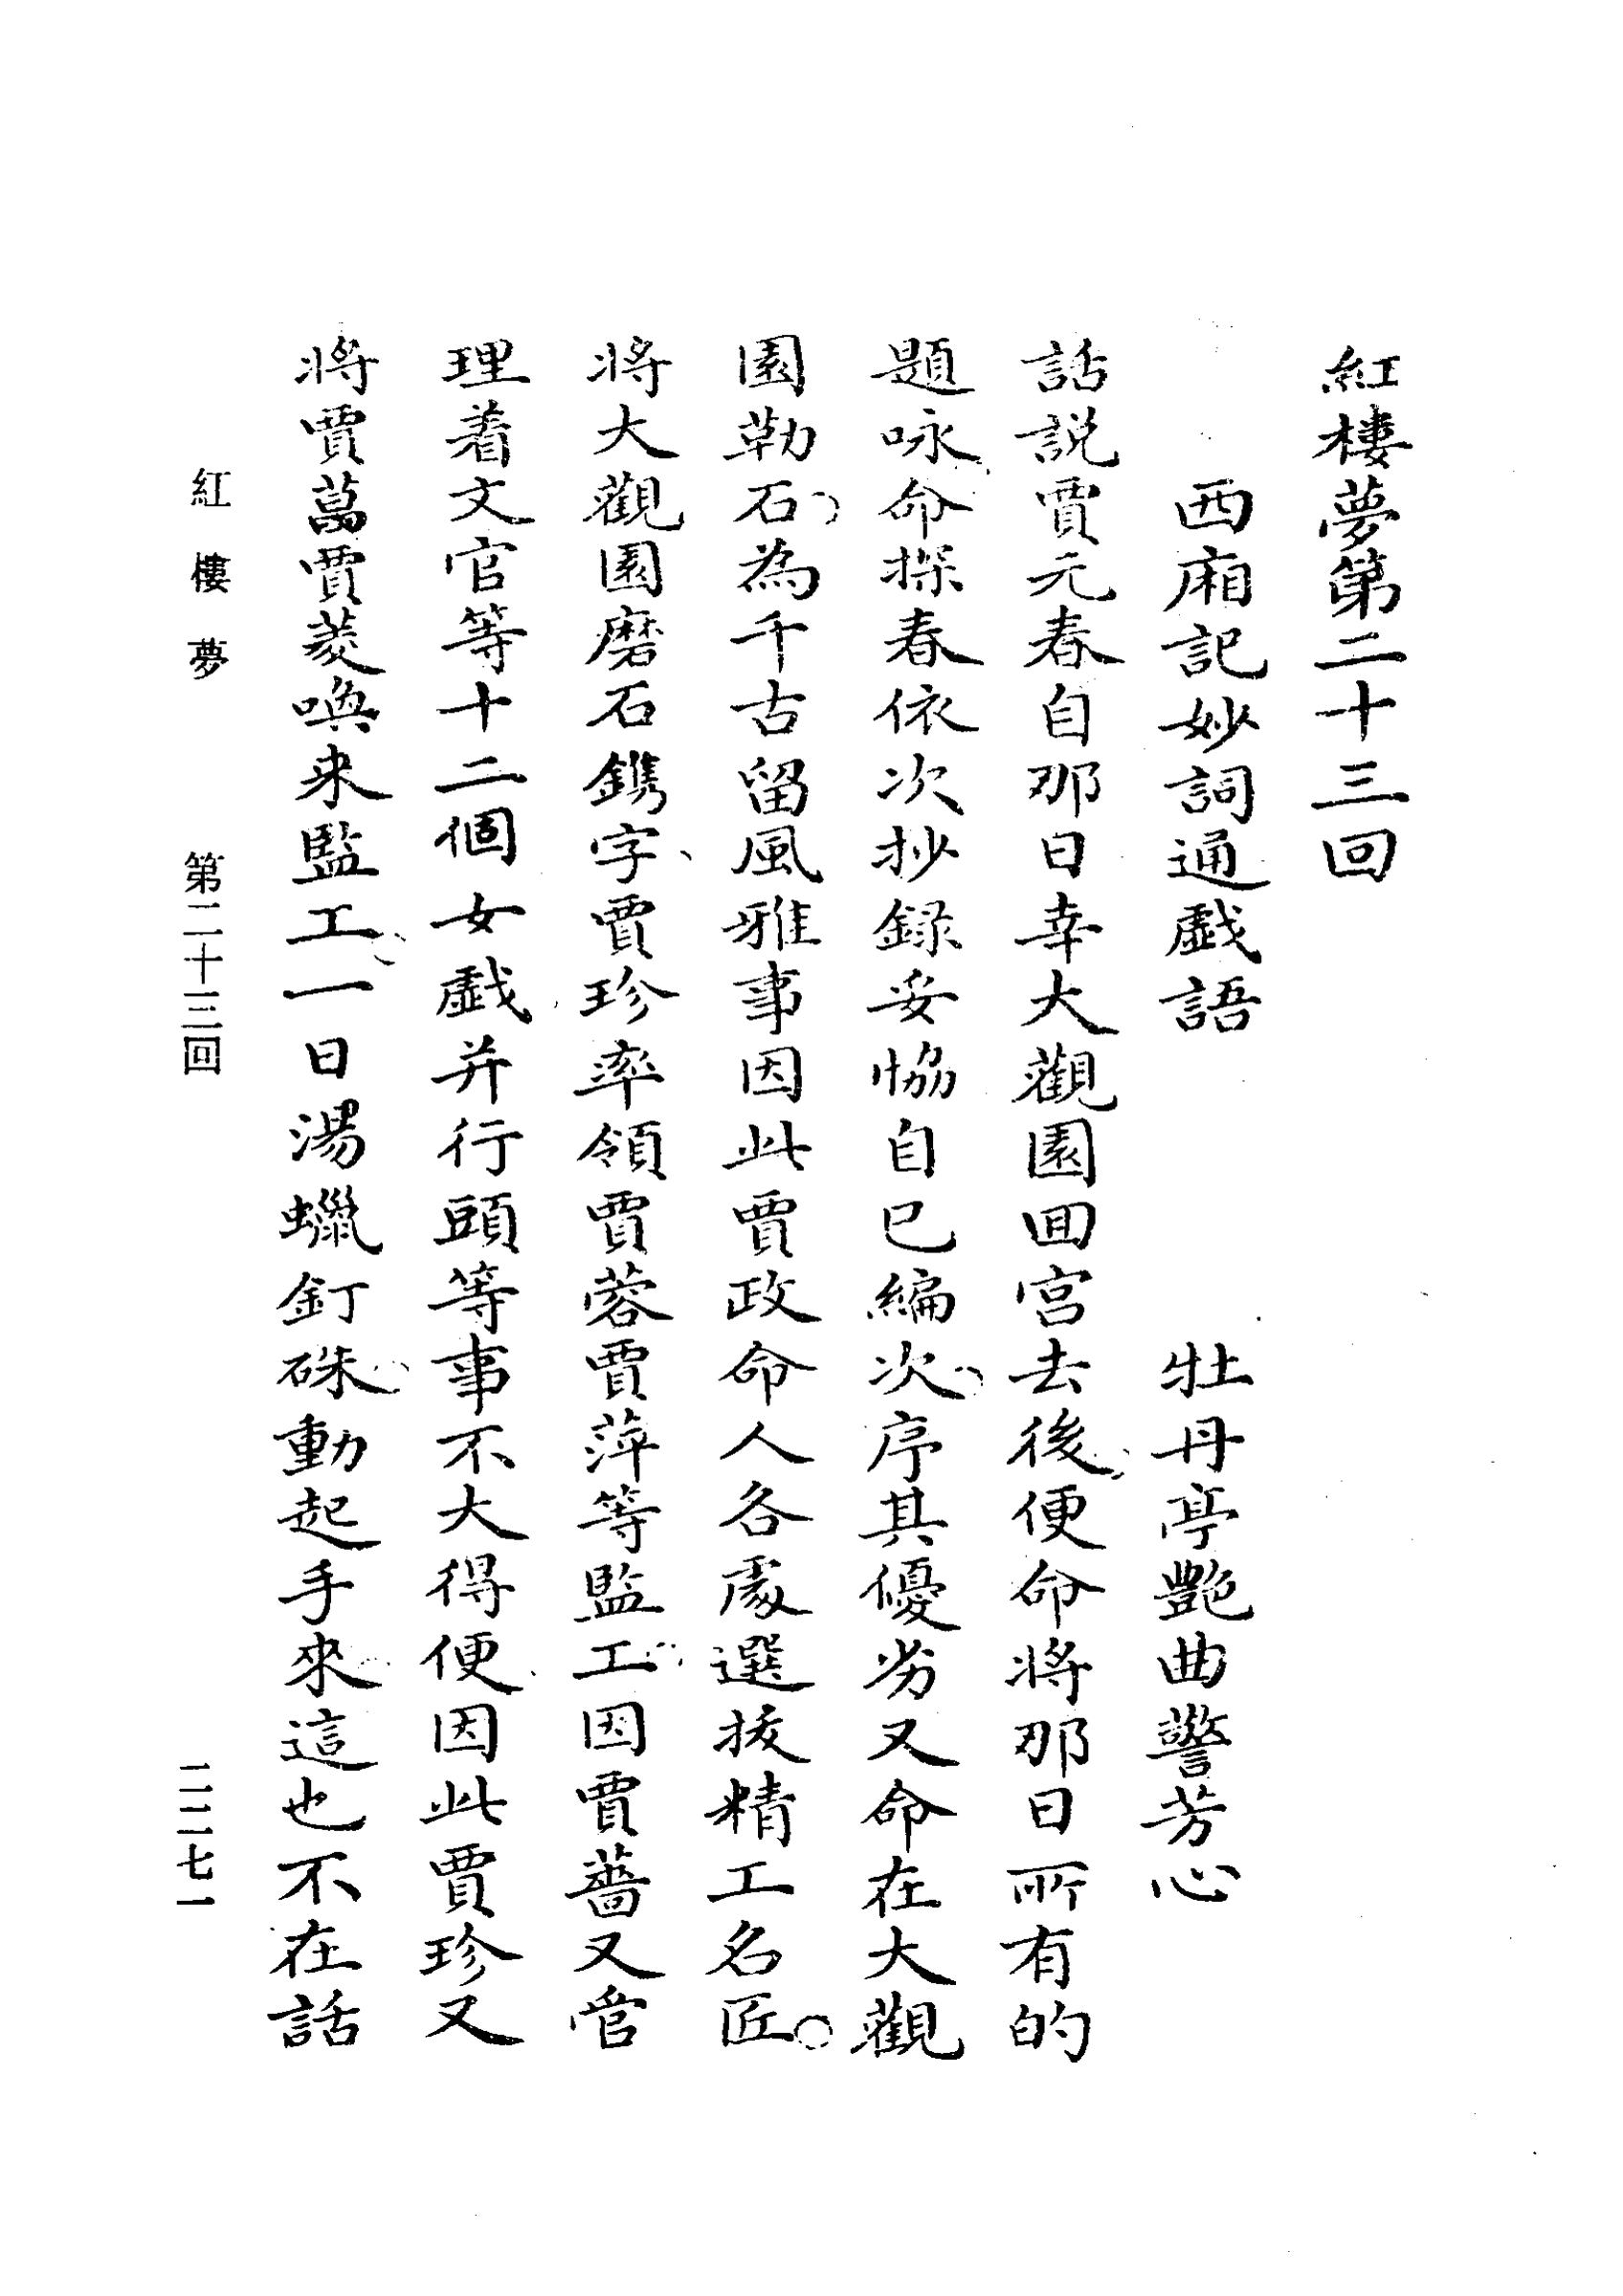 紅樓夢第二十三回
西廂記妙詞通戲語　牡丹亭艷曲警芳心
話說賈元春自那日幸大觀園囬宮去後便命將那日所有的
題咏命探春依次抄録妥恊自已編次序其優劣又命在大觀
園勒石為千古留風雅事因此賈政命人各處選拔精工名匠
將大觀園磨石鐫字賈珍率領賈蓉賈萍等監工因賈薔又管
理着文官等十二個女戲并行頭等事不大得便因此賈珍又
將賈菖賈菱喚来監工一日湯蠟釘硃動起手來這也不在話
紅樓夢　第二十三回　二二七一